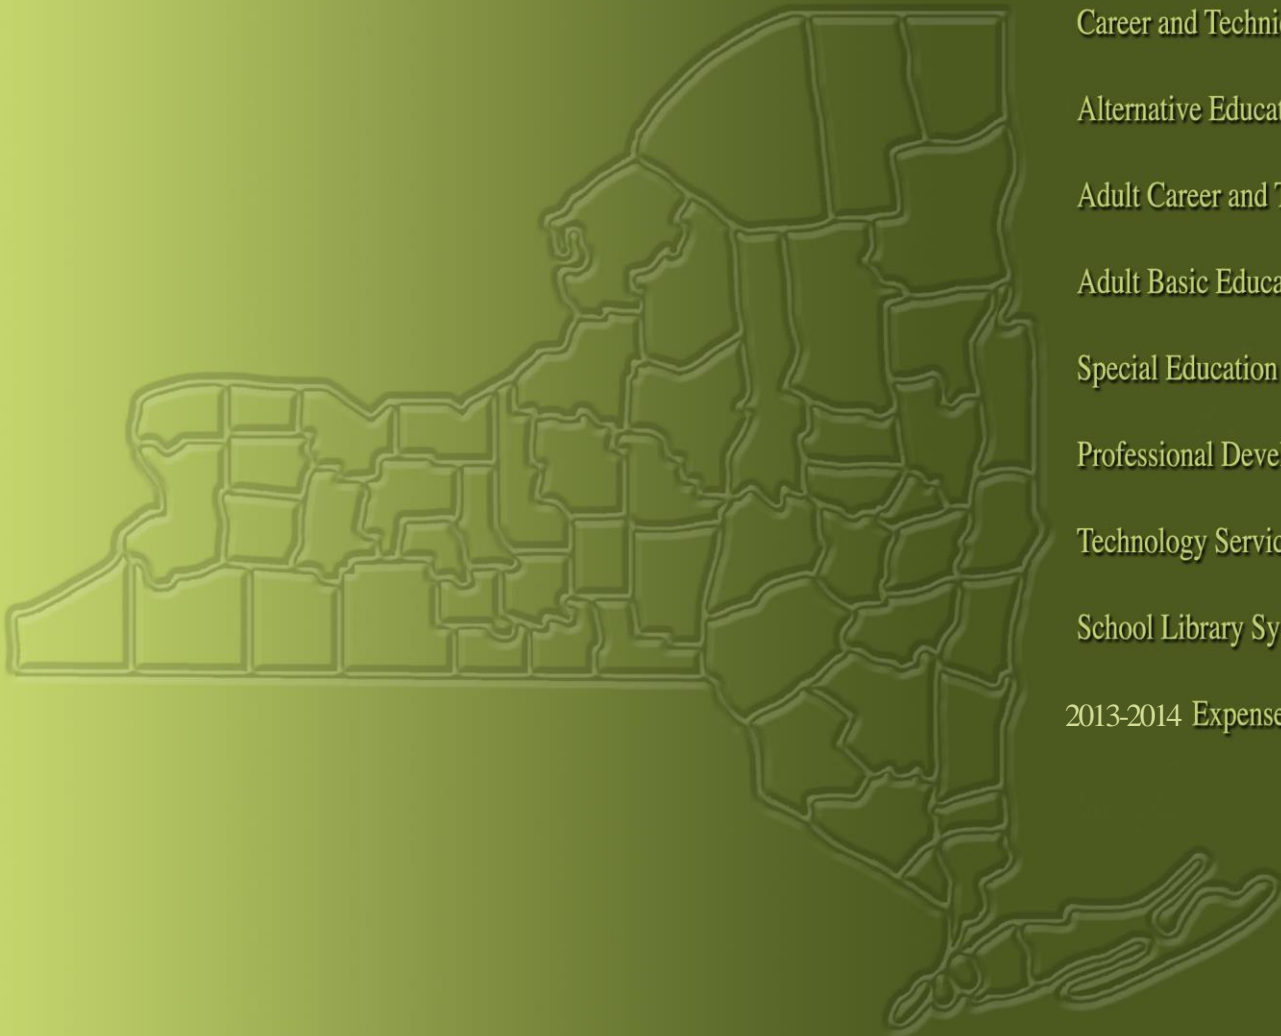 Career and Techni
Alternative Educat
Adult Career and T
Adult Basic Educa
Special Education
Professional Deve
Technology Servic
School Library Sy
2013-2014 Expense